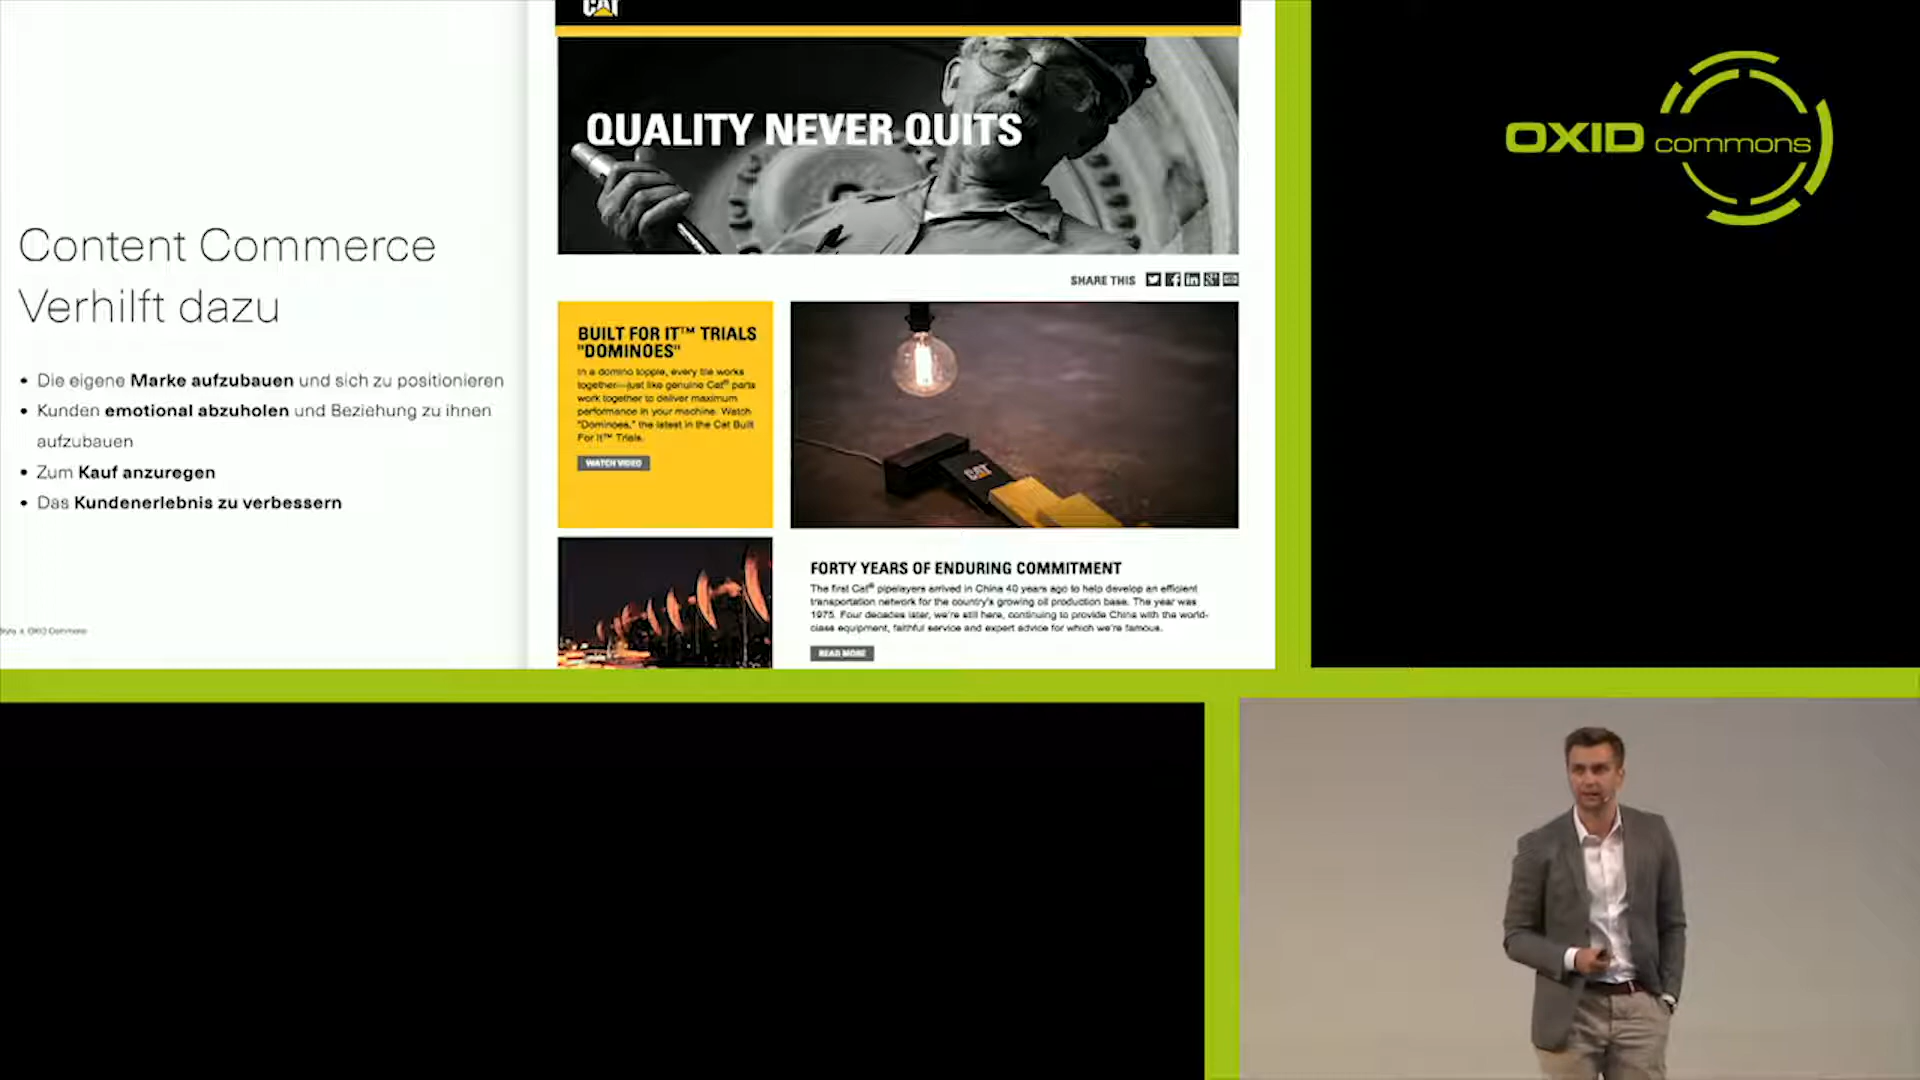 CAT
QUALITY NEVER QUITS
OXID commons
Content Commerce
Verhilft dazu
• Die eigene Marke aufzubauen und sich zu positionieren
• Kunden emotional abzuholen und Beziehung zu ihnen
aufzubauen
• Zum Kauf anzuregen
• Das Kundenerlebnis zu verbessern
SHARE THIS
BUILT FOR IT™ TRIALS
"DOMINOES"
In a domino topple, every tile works
together—just like genuine Cat® parts
work together to deliver maximum
performance in your machine. Watch
"Dominoes," the latest in the Cat Built
For It™ Trials.
WATCH VIDEO
CAT
FORTY YEARS OF ENDURING COMMITMENT
The first Cat® pipelayers arrived in China 40 years ago to help develop an efficient
transportation network for the country's growing oil production base. The year was
1975. Four decades later, we're still here, continuing to provide China with the world-
class equipment, faithful service and expert advice for which we're famous.
READ MORE
OXID Commons